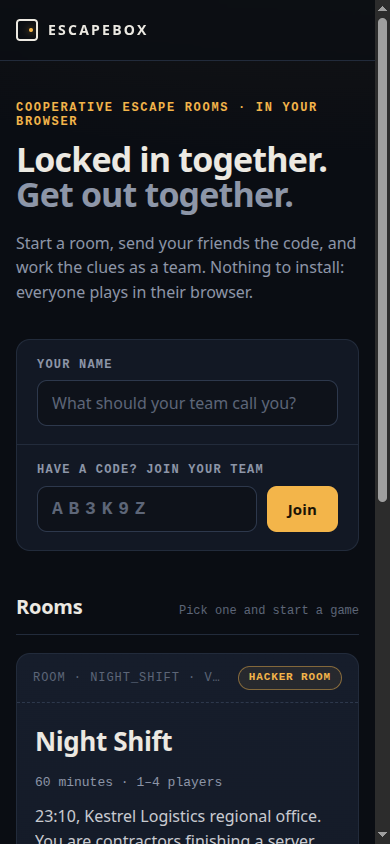 ESCAPEBOX
COOPERATIVE ESCAPE ROOMS · IN YOUR
BROWSER
Locked in together.
Get out together.
Start a room, send your friends the code, and
work the clues as a team. Nothing to install:
everyone plays in their browser.
YOUR NAME
What should your team call you?
HAVE A CODE? JOIN YOUR TEAM
AB3K9Z Join
Rooms Pick one and start a game
ROOM · NIGHT_SHIFT · V… HACKER ROOM
Night Shift
60 minutes · 1–4 players
23:10, Kestrel Logistics regional office.
You are contractors finishing a server